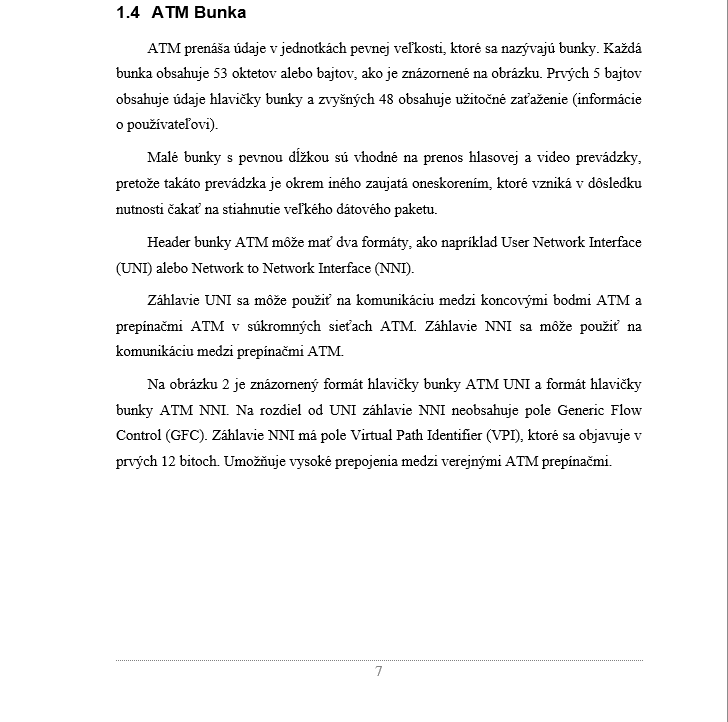 1.4 ATM Bunka
ATM prenáša údaje v jednotkách pevnej veľkosti, ktoré sa nazývajú bunky. Každá
bunka obsahuje 53 oktetov alebo bajtov, ako je znázornené na obrázku. Prvých 5 bajtov
obsahuje údaje hlavičky bunky a zvyšných 48 obsahuje užitočné zaťaženie (informácie
o používateľovi).
Malé bunky s pevnou dĺžkou sú vhodné na prenos hlasovej a video prevádzky,
pretože takáto prevádzka je okrem iného zaujatá oneskorením, ktoré vzniká v dôsledku
nutnosti čakať na stiahnutie veľkého dátového paketu.
Header bunky ATM môže mať dva formáty, ako napríklad User Network Interface
(UNI) alebo Network to Network Interface (NNI).
Záhlavie UNI sa môže použiť na komunikáciu medzi koncovými bodmi ATM a
prepínačmi ATM v súkromných sieťach ATM. Záhlavie NNI sa môže použiť na
komunikáciu medzi prepínačmi ATM.
Na obrázku 2 je znázornený formát hlavičky bunky ATM UNI a formát hlavičky
bunky ATM NNI. Na rozdiel od UNI záhlavie NNI neobsahuje pole Generic Flow
Control (GFC). Záhlavie NNI má pole Virtual Path Identifier (VPI), ktoré sa objavuje v
prvých 12 bitoch. Umožňuje vysoké prepojenia medzi verejnými ATM prepínačmi.
7